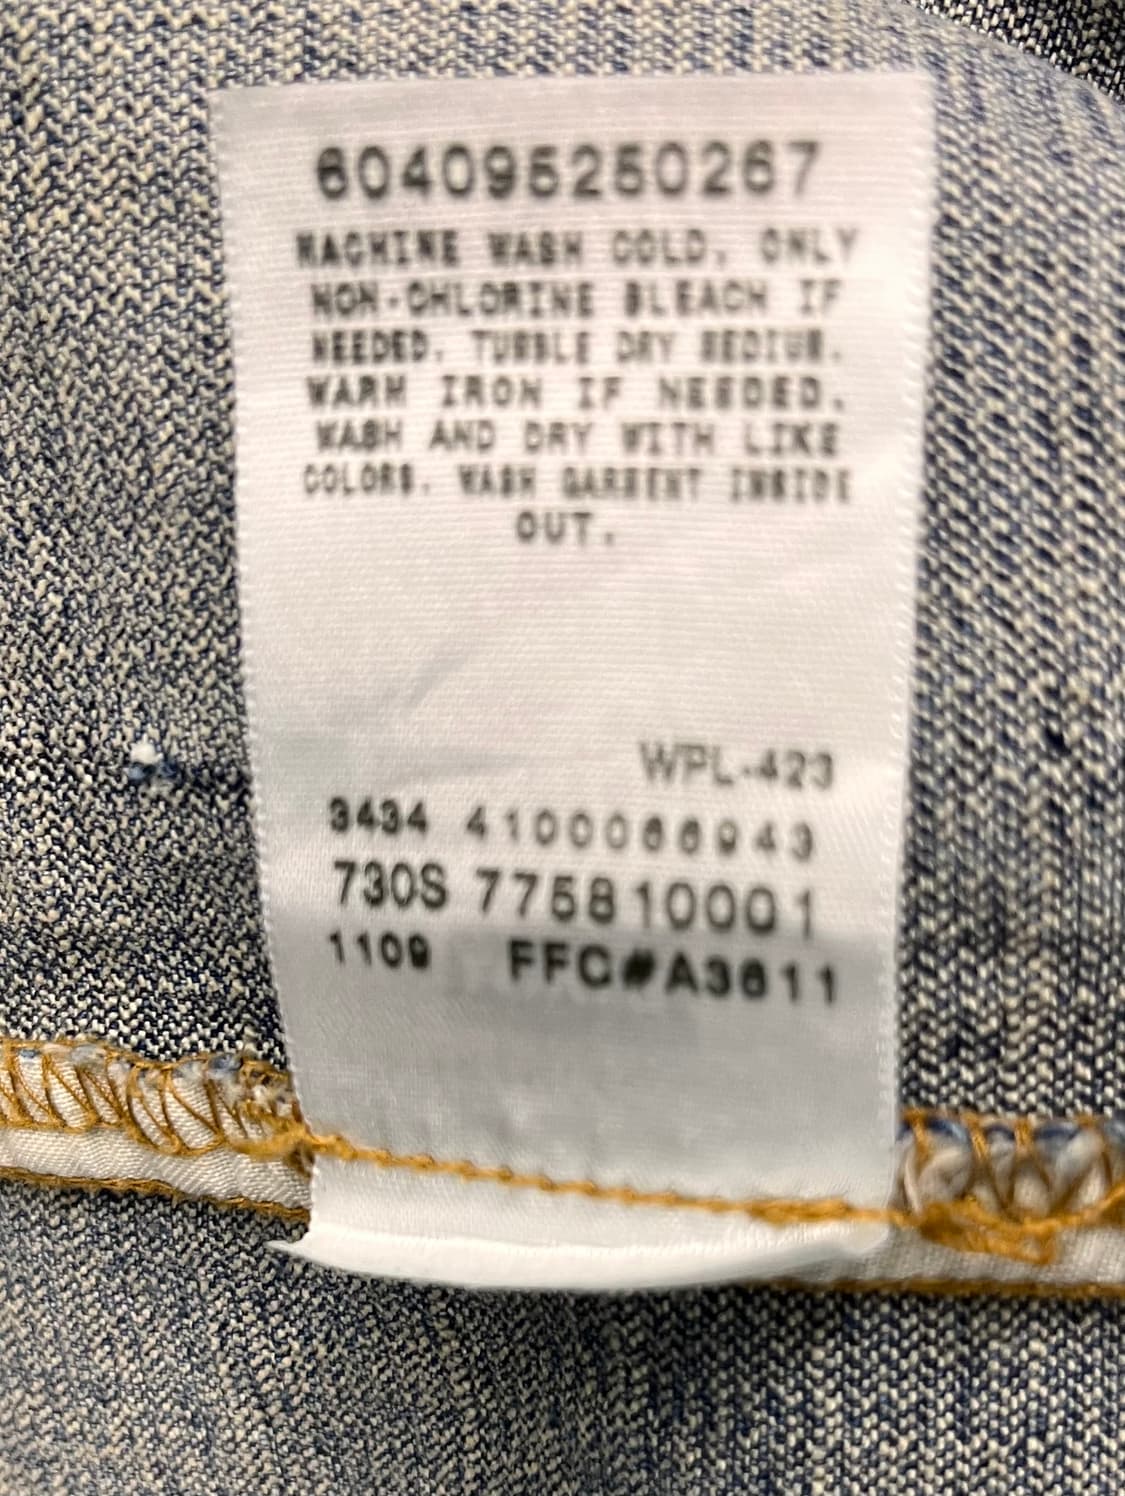 604095250267
MACHINE WASH COLD, ONLY
NON-CHLORINE BLEACH IF
NEEDED. TUMBLE DRY MEDIUM.
WARM IRON IF NEEDED.
WASH AND DRY WITH LIKE
COLORS. WASH GARMENT INSIDE
OUT.
WPL-423
3434 4100066943
730S 775810001
1109 FFC#A3611